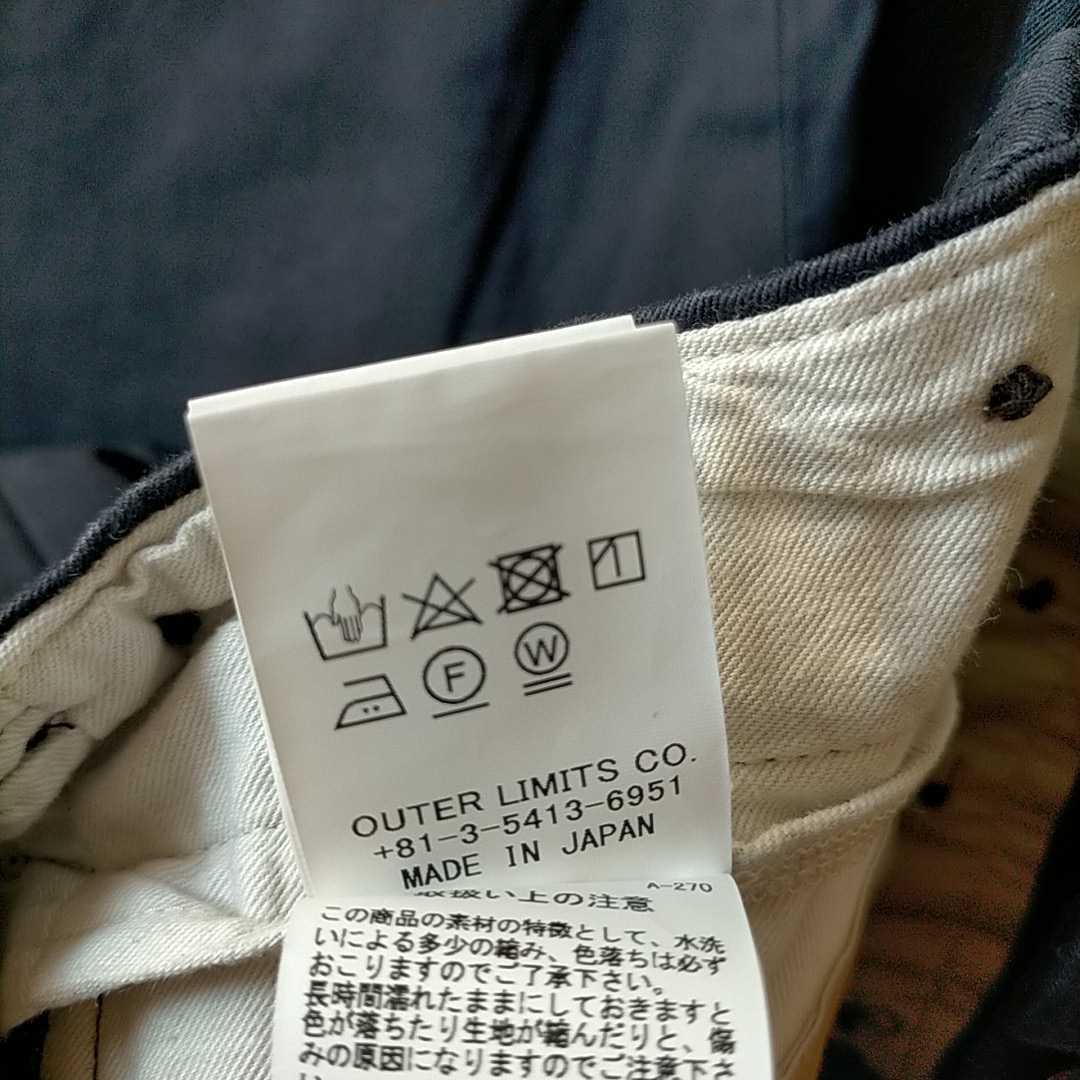 F
W
OUTER LIMITS CO.
+81-3-5413-6951
MADE IN JAPAN
A-270
取扱い上の注意
この商品の素材の特徴として、水洗
いによる多少の縮み、色落ちは必ず
おこりますのでご了承下さい。
長時間濡れたままにしておきますと
色が落ちたり生地が縮んだりと、傷
みの原因になりますのでご注意下さ